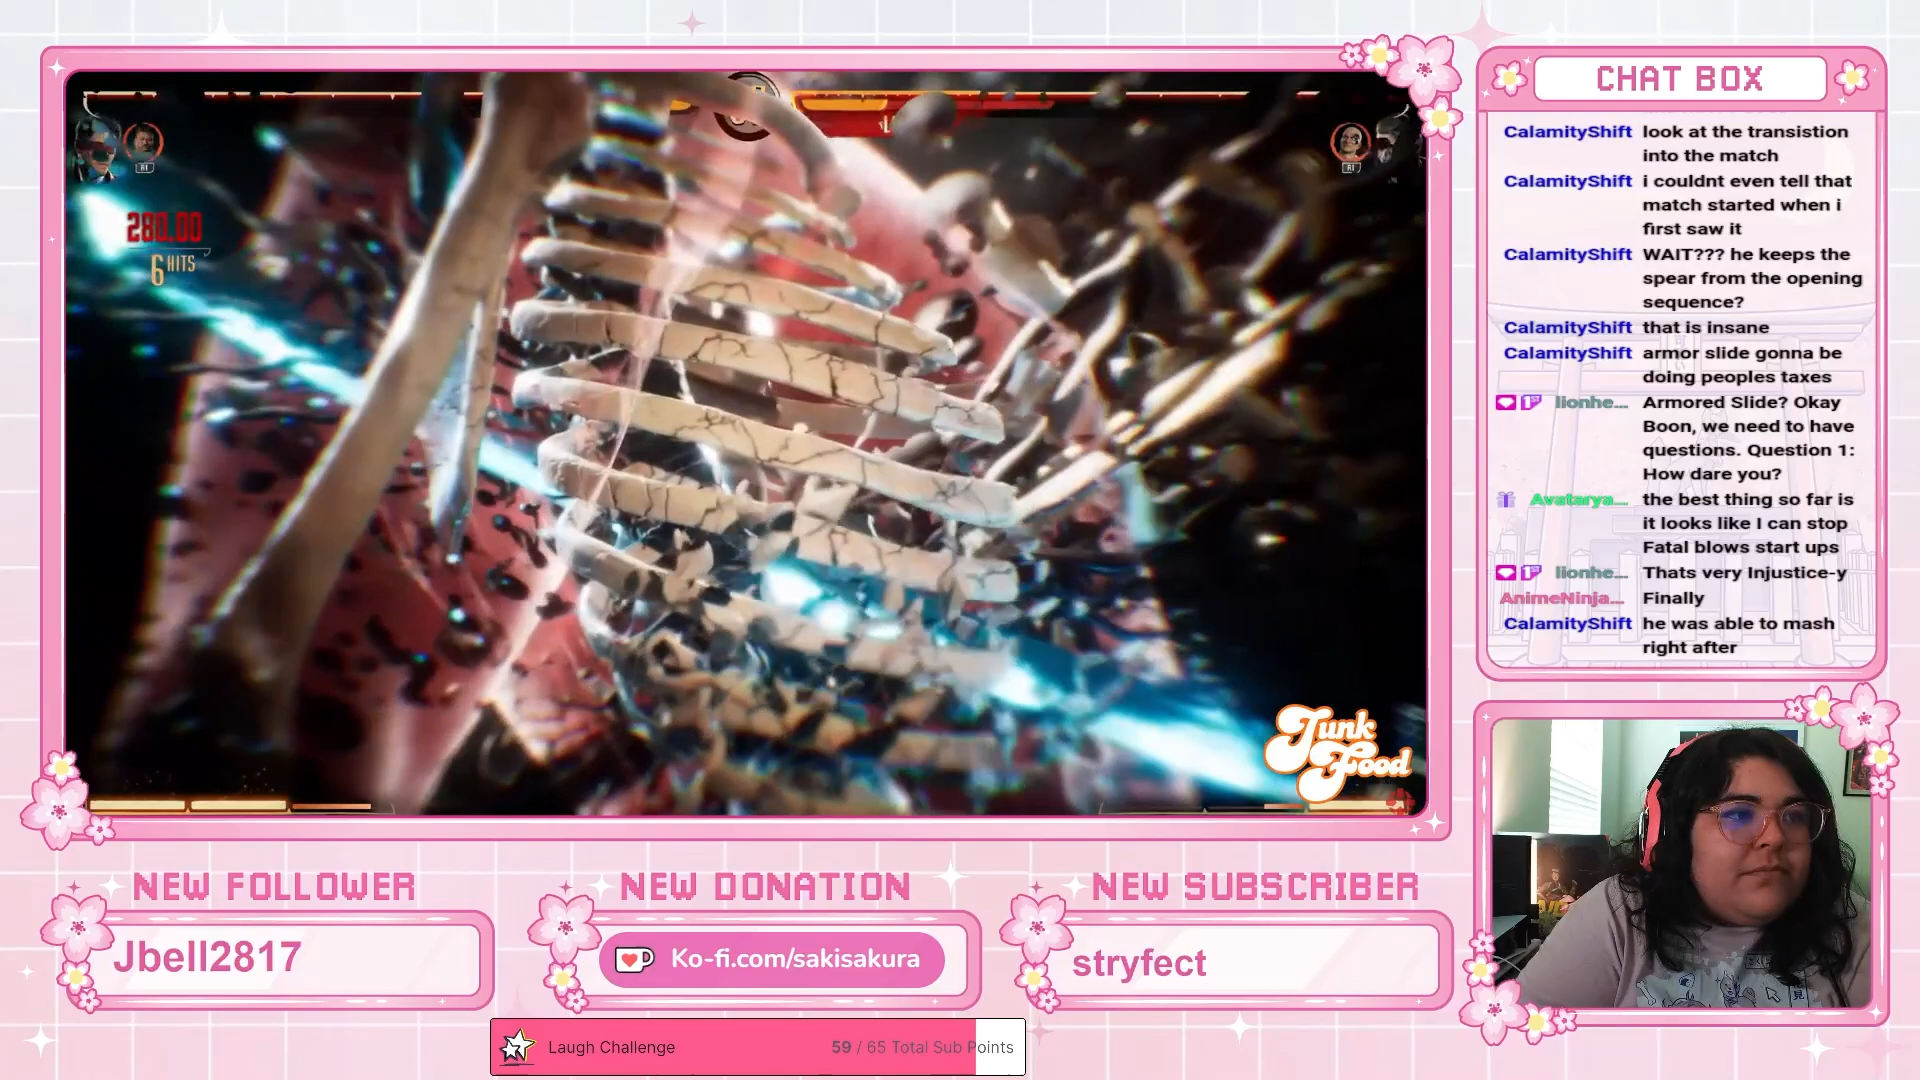 CHAT BOX
CalamityShift look at the transistion
into the match
CalamityShift i couldnt even tell that
match started when i
first saw it
CalamityShift WAIT??? he keeps the
spear from the opening
sequence?
CalamityShift that is insane
CalamityShift armor slide gonna be
doing peoples taxes
lionhe... Armored Slide? Okay
Boon, we need to have
questions. Question 1:
How dare you?
Avatarya... the best thing so far is
it looks like I can stop
Fatal blows start ups
lionhe... Thats very Injustice-y
AnimeNinja... Finally
CalamityShift he was able to mash
right after
280.00
6 HITS
Junk
Food
NEW FOLLOWER
Jbell2817
NEW DONATION
Ko-fi.com/sakisakura
NEW SUBSCRIBER
stryfect
Laugh Challenge 59 / 65 Total Sub Points